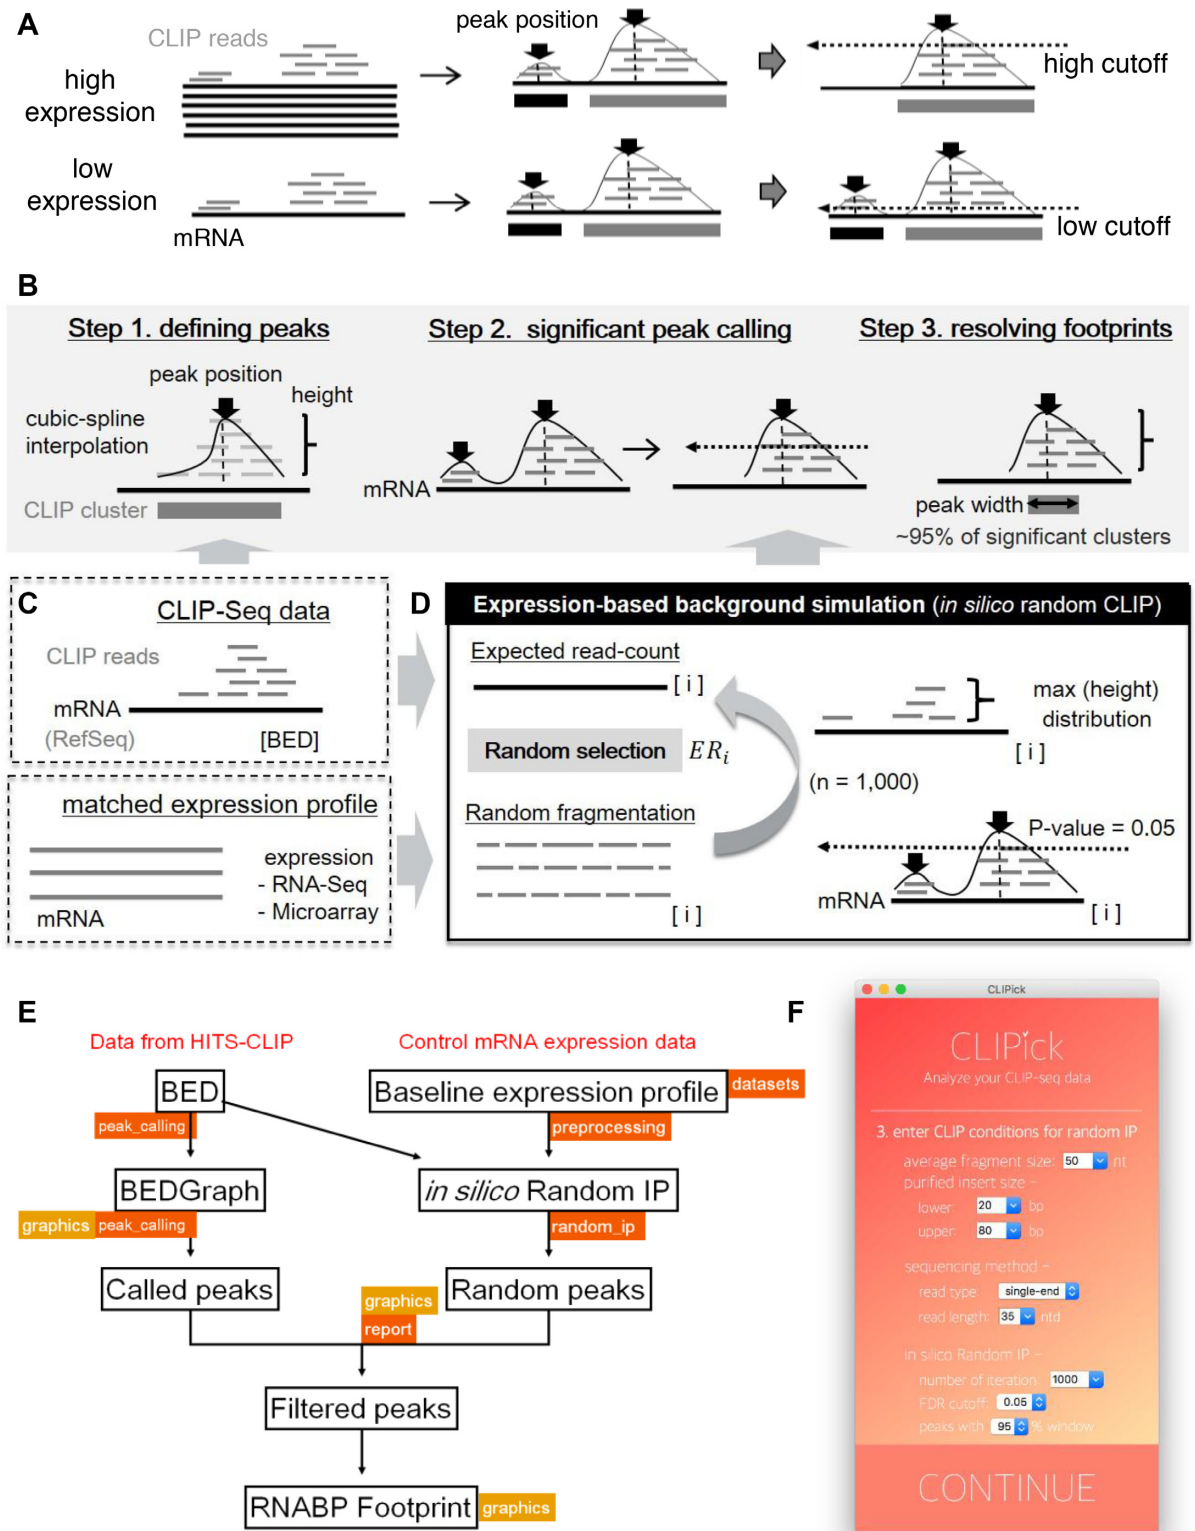 A
CLIP reads
high
expression
peak position
high cutoff
low
expression
mRNA
low cutoff
B
Step 1. defining peaks
Step 2. significant peak calling
Step 3. resolving footprints
peak position
height
cubic-spline
interpolation
CLIP cluster
mRNA
peak width
~95% of significant clusters
C
CLIP-Seq data
CLIP reads
mRNA
(RefSeq)
[BED]
matched expression profile
expression
- RNA-Seq
- Microarray
mRNA
D
Expression-based background simulation (in silico random CLIP)
Expected read-count
[ i ]
Random selection ERi
Random fragmentation
[ i ]
(n = 1,000)
max (height)
distribution
[ i ]
P-value = 0.05
mRNA
[ i ]
E
Data from HITS-CLIP
Control mRNA expression data
BED
Baseline expression profile
datasets
peak_calling
preprocessing
BEDGraph
in silico Random IP
graphics
peak_calling
random_ip
Called peaks
Random peaks
graphics
report
Filtered peaks
RNABP Footprint
graphics
F
CLIPick
CLIPick
Analyze your CLIP-seq data
3. enter CLIP conditions for random IP
average fragment size: 50 nt
purified insert size –
lower: 20 bp
upper: 80 bp
sequencing method –
read type: single-end
read length: 35 ntd
in silico Random IP –
number of iteration: 1000
FDR cutoff: 0.05
peaks with 95 % window
CONTINUE